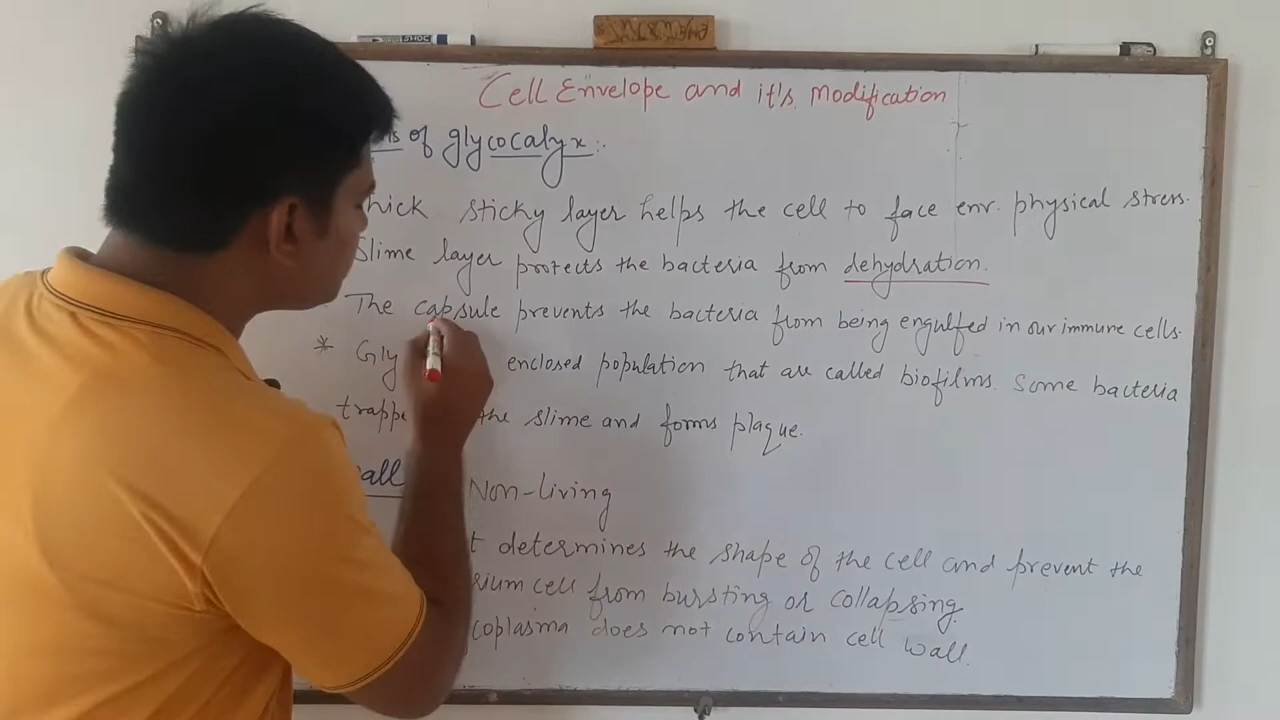 Cell Envelope and it's modification
of glycocalyx :-
hick sticky layer helps the cell to face env. physical stress.
Slime layer protects the bacteria from dehydration.
The capsule prevents the bacteria from being engulfed in our immune cells.
* Gly enclosed population that are called biofilms. Some bacteria
trappe the slime and forms plaque.
all Non-living
t determines the shape of the cell and prevent the
rium cell from bursting or collapsing.
coplasma does not contain cell wall.